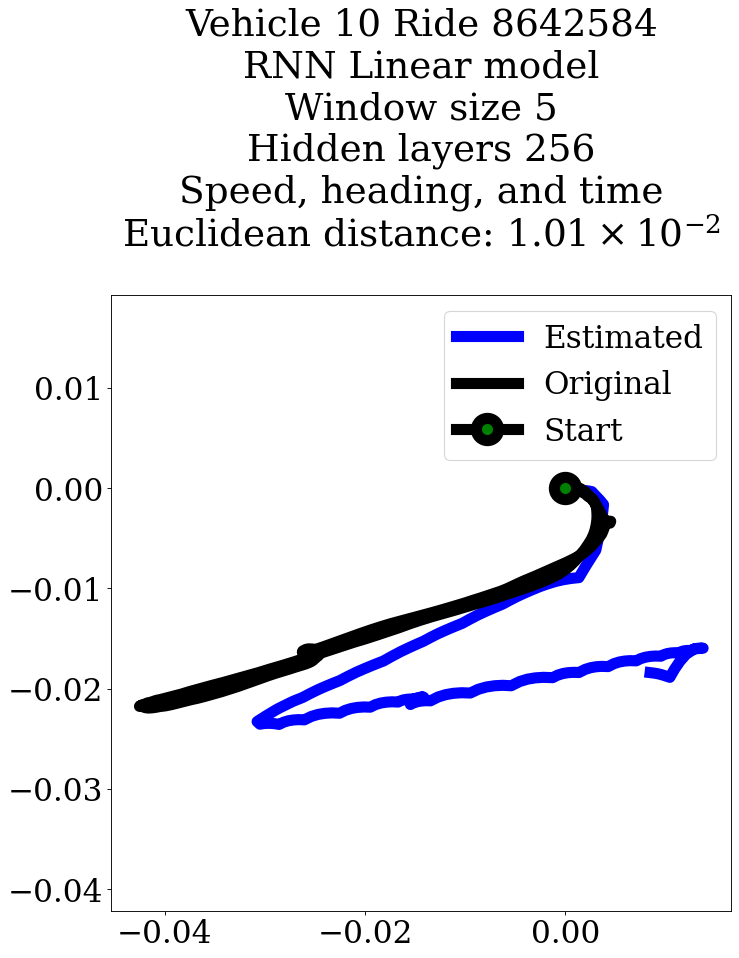 Vehicle 10 Ride 8642584
RNN Linear model
Window size 5
Hidden layers 256
Speed, heading, and time
Euclidean distance: 1.01 × 10⁻²
Estimated
Original
Start
0.01
0.00
−0.01
−0.02
−0.03
−0.04
−0.04 −0.02 0.00